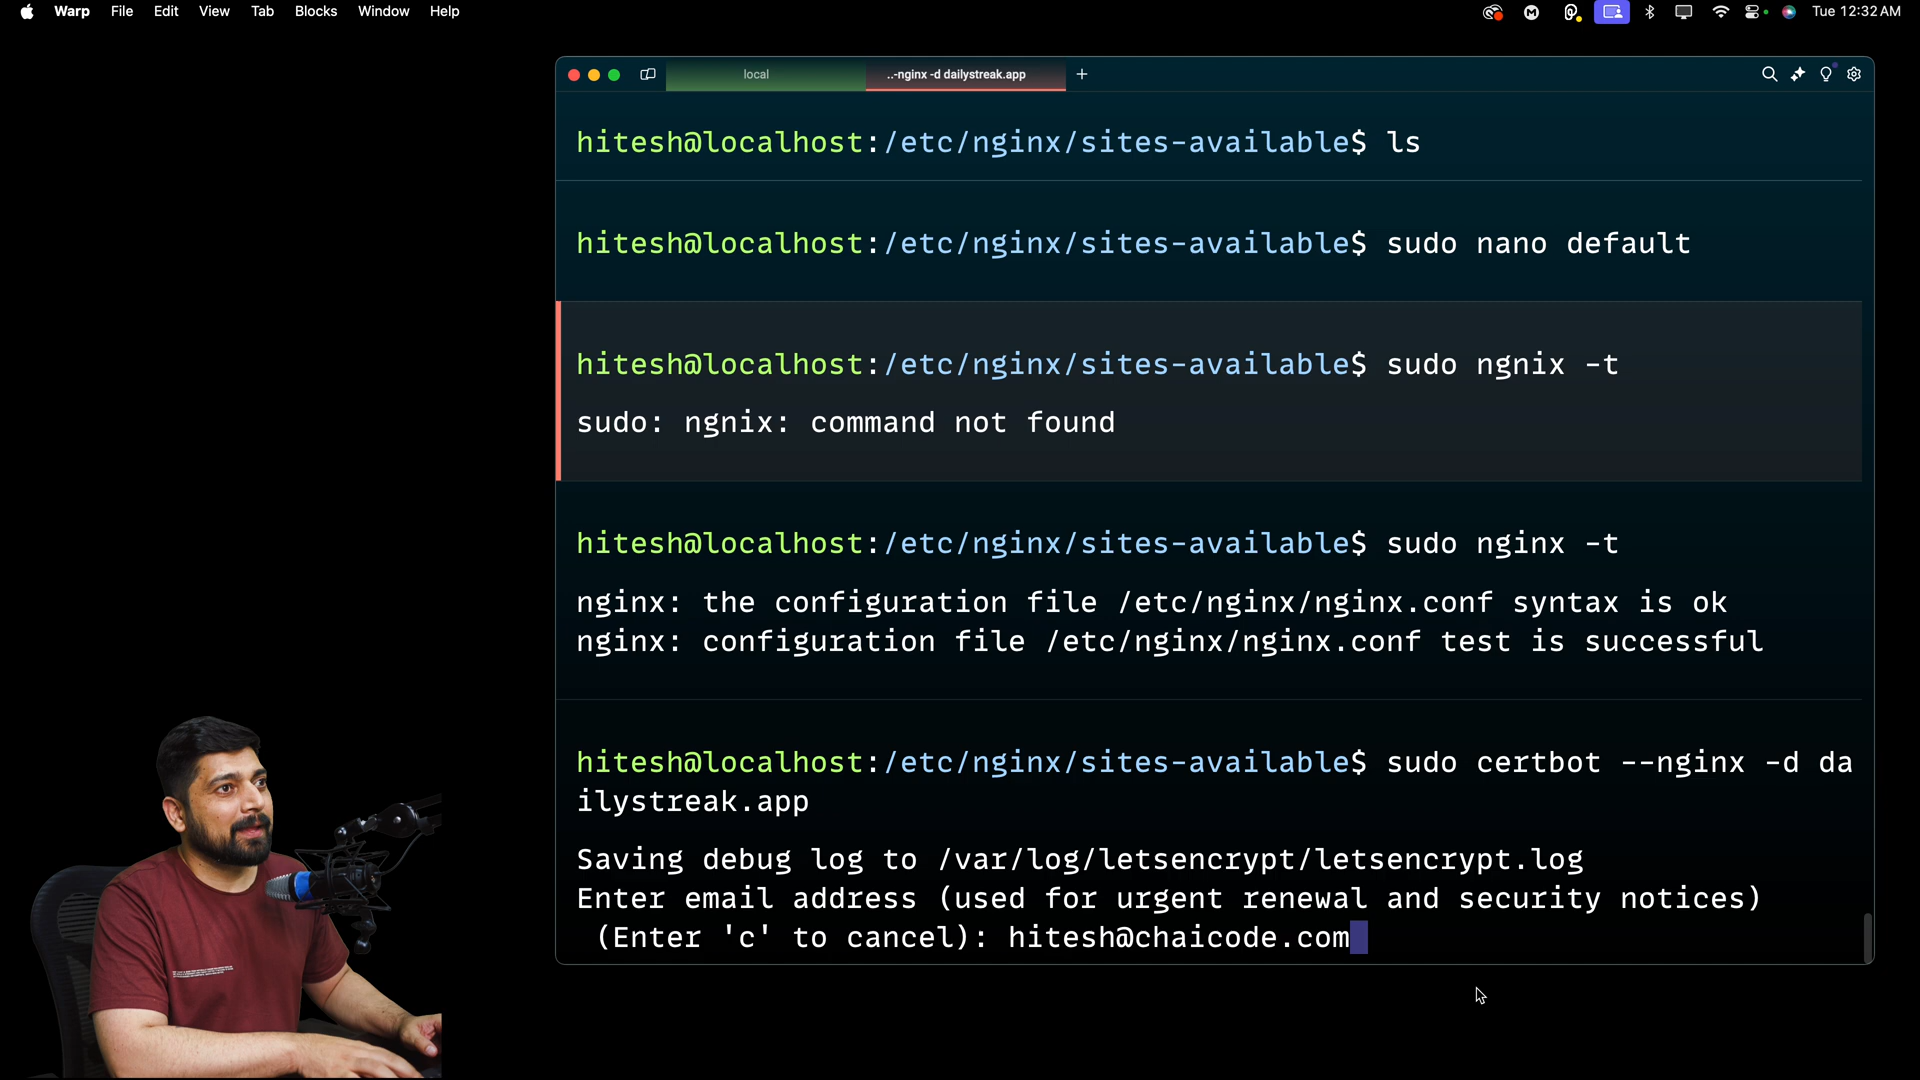 Warp File Edit View Tab Blocks Window Help
Tue 12:32 AM
local
..-nginx -d dailystreak.app
hitesh@localhost:/etc/nginx/sites-available$ ls
hitesh@localhost:/etc/nginx/sites-available$ sudo nano default
hitesh@localhost:/etc/nginx/sites-available$ sudo ngnix -t
sudo: ngnix: command not found
hitesh@localhost:/etc/nginx/sites-available$ sudo nginx -t
nginx: the configuration file /etc/nginx/nginx.conf syntax is ok
nginx: configuration file /etc/nginx/nginx.conf test is successful
hitesh@localhost:/etc/nginx/sites-available$ sudo certbot --nginx -d da
ilystreak.app
Saving debug log to /var/log/letsencrypt/letsencrypt.log
Enter email address (used for urgent renewal and security notices)
(Enter 'c' to cancel): hitesh@chaicode.com